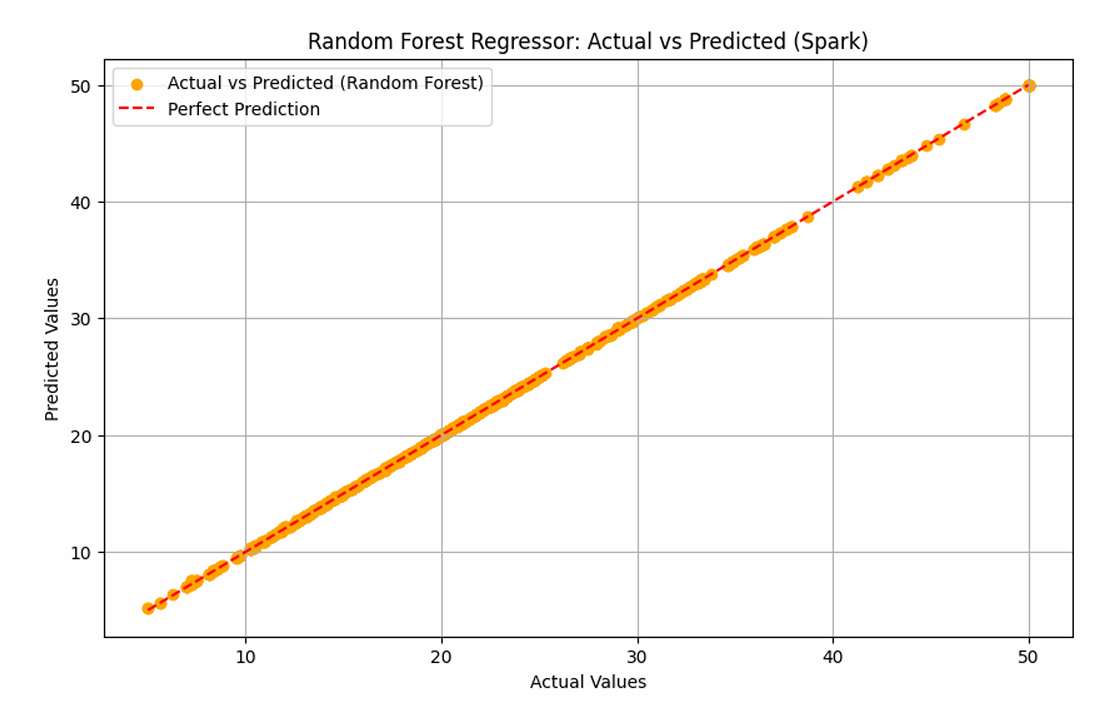 Random Forest Regressor: Actual vs Predicted (Spark)
Actual vs Predicted (Random Forest)
Perfect Prediction
50
40
30
20
10
Predicted Values
10 20 30 40 50
Actual Values